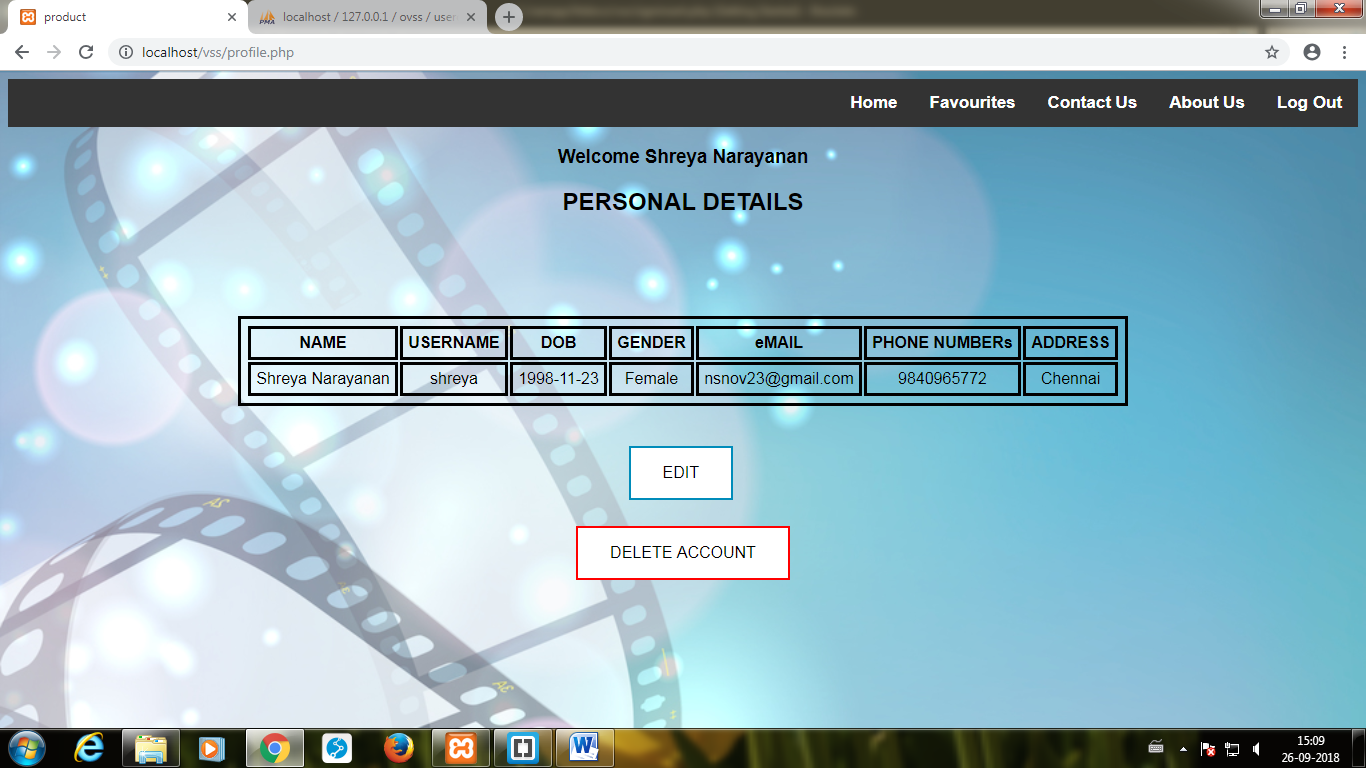 product
localhost / 127.0.0.1 / ovss / user
localhost/vss/profile.php
Home Favourites Contact Us About Us Log Out
Welcome Shreya Narayanan
PERSONAL DETAILS
NAME USERNAME DOB GENDER eMAIL PHONE NUMBERs ADDRESS
Shreya Narayanan shreya 1998-11-23 Female nsnov23@gmail.com 9840965772 Chennai
EDIT
DELETE ACCOUNT
15:09
26-09-2018